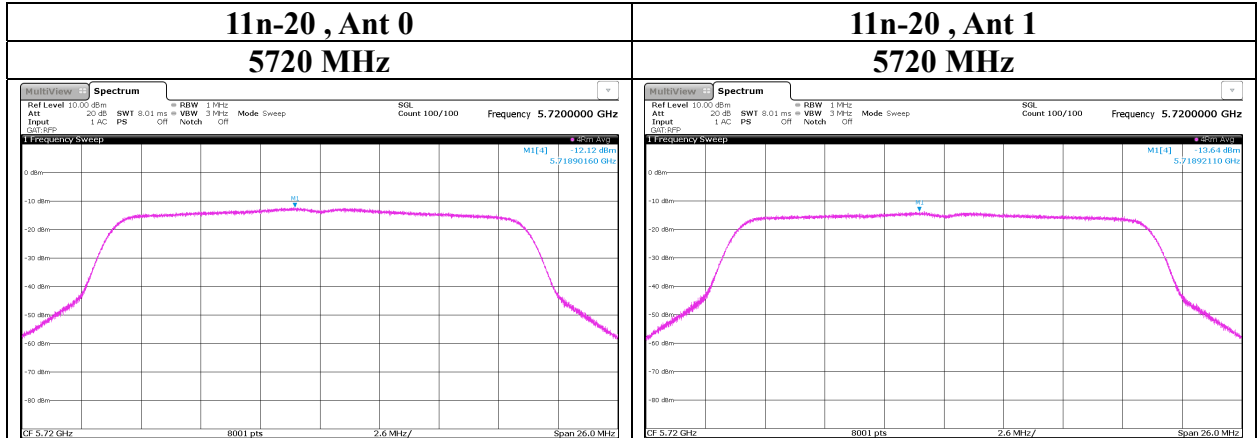 11n-20 , Ant 0
11n-20 , Ant 1
5720 MHz
5720 MHz
MultiView Spectrum
Ref Level 10.00 dBm RBW 1 MHz SGL
Att 20 dB SWT 8.01 ms VBW 3 MHz Mode Sweep Count 100/100 Frequency 5.7200000 GHz
Input 1 AC PS Off Notch Off
GAT:RFP
1 Frequency Sweep 4Rm Avg
M1[4] -12.12 dBm
5.71890160 GHz
0 dBm
M1
-10 dBm
-20 dBm
-30 dBm
-40 dBm
-50 dBm
-60 dBm
-70 dBm
-80 dBm
CF 5.72 GHz 8001 pts 2.6 MHz/ Span 26.0 MHz
MultiView Spectrum
Ref Level 10.00 dBm RBW 1 MHz SGL
Att 20 dB SWT 8.01 ms VBW 3 MHz Mode Sweep Count 100/100 Frequency 5.7200000 GHz
Input 1 AC PS Off Notch Off
GAT:RFP
1 Frequency Sweep 4Rm Avg
M1[4] -13.64 dBm
5.71892110 GHz
0 dBm
-10 dBm
M1
-20 dBm
-30 dBm
-40 dBm
-50 dBm
-60 dBm
-70 dBm
-80 dBm
CF 5.72 GHz 8001 pts 2.6 MHz/ Span 26.0 MHz